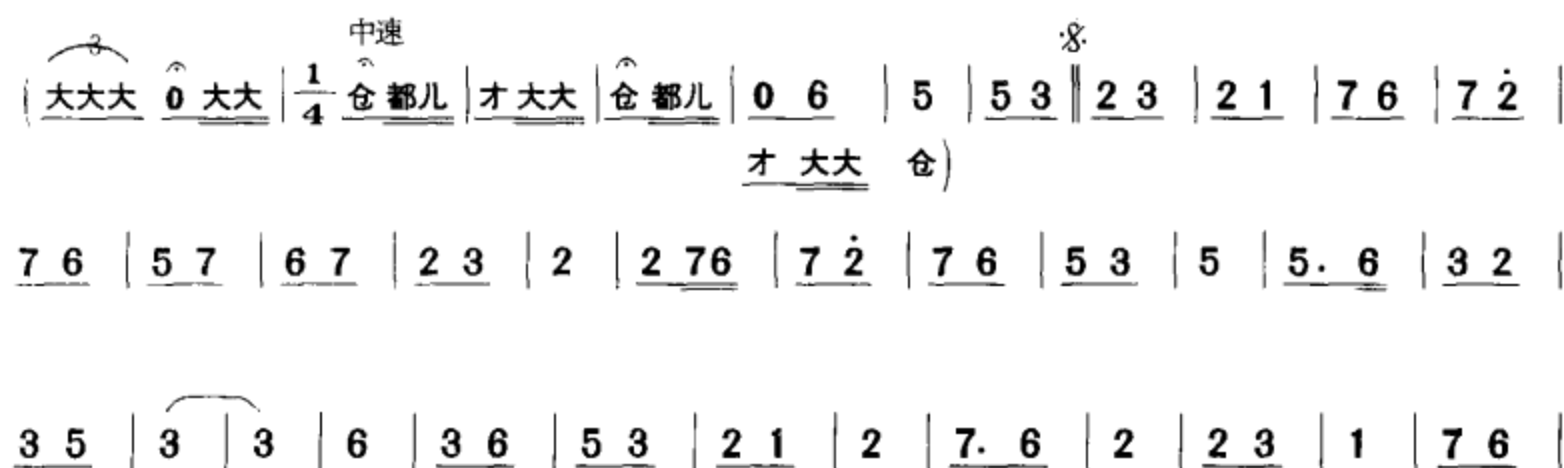 中速
3
( 大大大 0 大大 | 1/4 仓 都儿 | 才 大大 | 仓 都儿 | 0 6 | 5 | 5 3 || 2 3 | 2 1 | 7 6 | 7 2̇ |
才 大大 仓 )
7 6 | 5 7 | 6 7 | 2 3 | 2 | 2 76 | 7 2̇ | 7 6 | 5 3 | 5 | 5. 6 | 3 2 |
3 5 | 3 | 3 | 6 | 3 6 | 5 3 | 2 1 | 2 | 7. 6 | 2 | 2 3 | 1 | 7 6 |